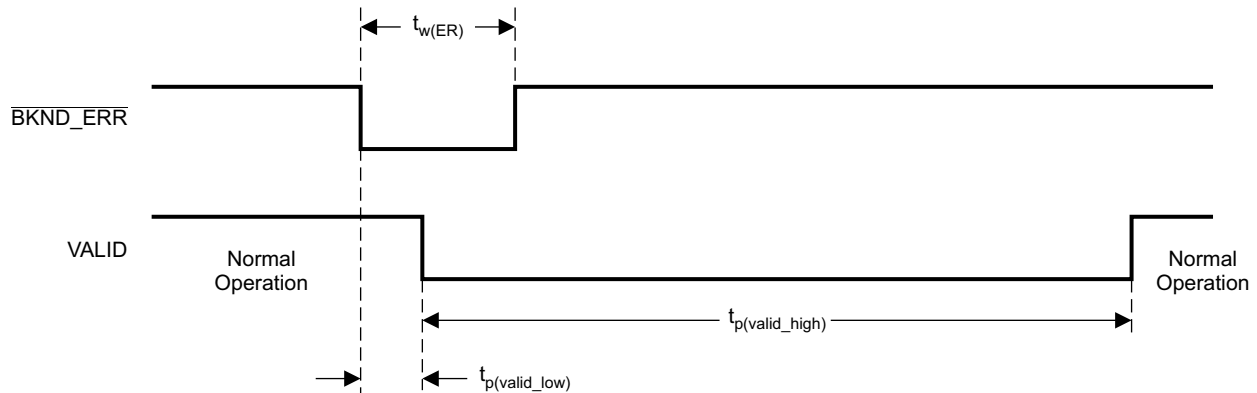 tw(ER)
BKND_ERR
VALID
Normal
Operation
Normal
Operation
tp(valid_high)
tp(valid_low)